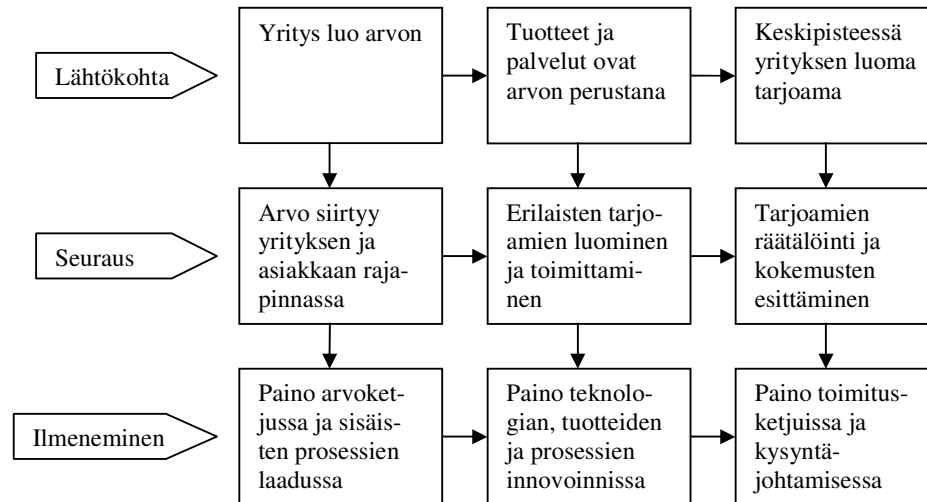 Lähtökohta
Yritys luo arvon
Tuotteet ja
palvelut ovat
arvon perustana
Keskipisteessä
yrityksen luoma
tarjoama
Seuraus
Arvo siirtyy
yrityksen ja
asiakkaan raja-
pinnassa
Erilaisten tarjo-
amien luominen
ja toimittami-
nen
Tarjoamien
räätälöinti ja
kokemusten
esittäminen
Ilmeneminen
Paino arvoket-
jussa ja sisäis-
ten prosessien
laadussa
Paino teknolo-
gian, tuotteiden
ja prosessien
innovoinnissa
Paino toimitus-
ketjuissa ja
kysyntä-
johtamisessa